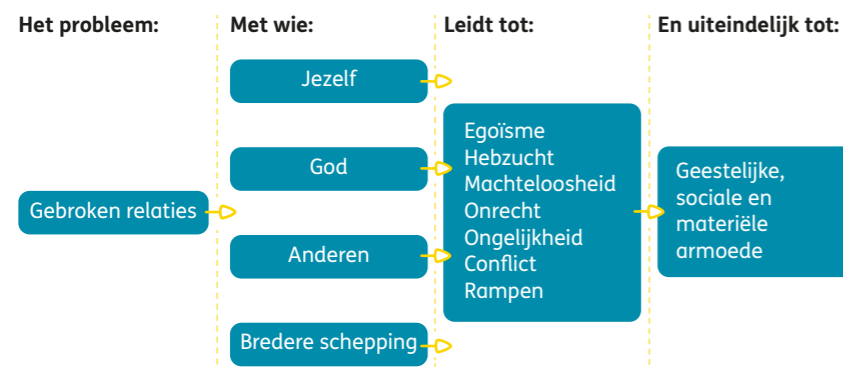 Het probleem:
Met wie:
Leidt tot:
En uiteindelijk tot:
Gebroken relaties
Jezelf
God
Anderen
Bredere schepping
Egoïsme
Hebzucht
Machteloosheid
Onrecht
Ongelijkheid
Conflict
Rampen
Geestelijke,
sociale en
materiële
armoede